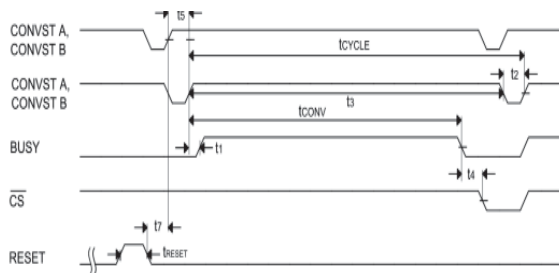 CONVST A,
CONVST B
t5
tCYCLE
CONVST A,
CONVST B
t2
t3
tCONV
BUSY
t1
t4
CS
t7
RESET
tRESET